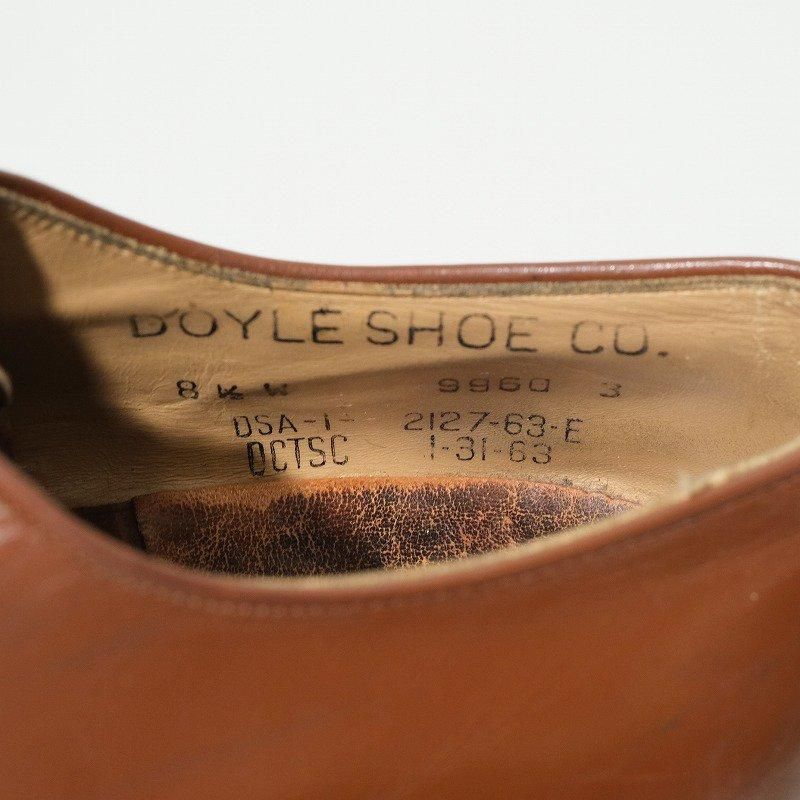 DOYLE SHOE CO.
8 ½ W 9960 3
DSA-1- 2127-63-E
QCTSC 1-31-63